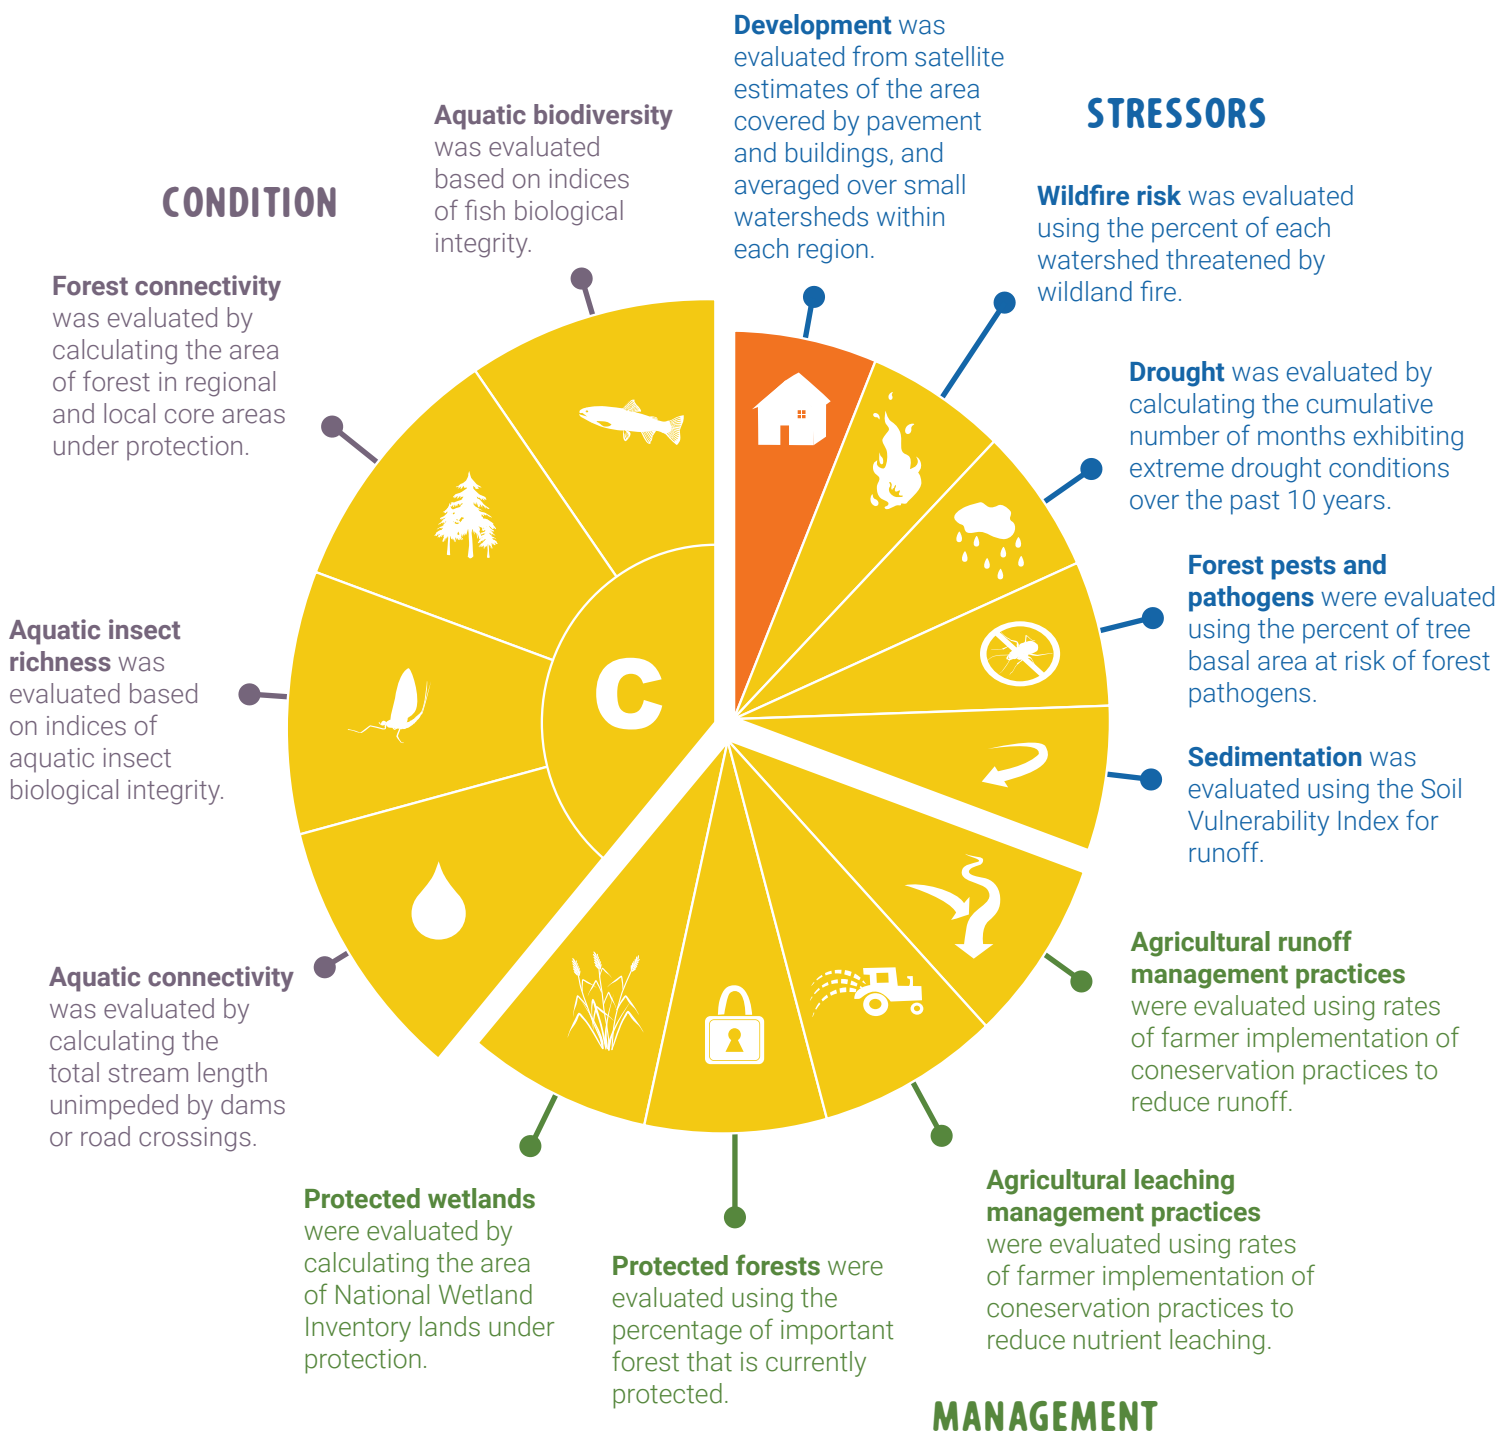 Development was
evaluated from satellite
estimates of the area
covered by pavement
and buildings, and
averaged over small
watersheds within
each region.
STRESSORS
Aquatic biodiversity
was evaluated
based on indices
of fish biological
integrity.
CONDITION
Wildfire risk was evaluated
using the percent of each
watershed threatened by
wildland fire.
Forest connectivity
was evaluated by
calculating the area
of forest in regional
and local core areas
under protection.
Drought was evaluated by
calculating the cumulative
number of months exhibiting
extreme drought conditions
over the past 10 years.
Forest pests and
pathogens were evaluated
using the percent of tree
basal area at risk of forest
pathogens.
Aquatic insect
richness was
evaluated based
on indices of
aquatic insect
biological integrity.
C
Sedimentation was
evaluated using the Soil
Vulnerability Index for
runoff.
Agricultural runoff
management practices
were evaluated using rates
of farmer implementation of
coneservation practices to
reduce runoff.
Aquatic connectivity
was evaluated by
calculating the
total stream length
unimpeded by dams
or road crossings.
Agricultural leaching
management practices
were evaluated using rates
of farmer implementation of
coneservation practices to
reduce nutrient leaching.
Protected wetlands
were evaluated by
calculating the area
of National Wetland
Inventory lands under
protection.
Protected forests were
evaluated using the
percentage of important
forest that is currently
protected.
MANAGEMENT